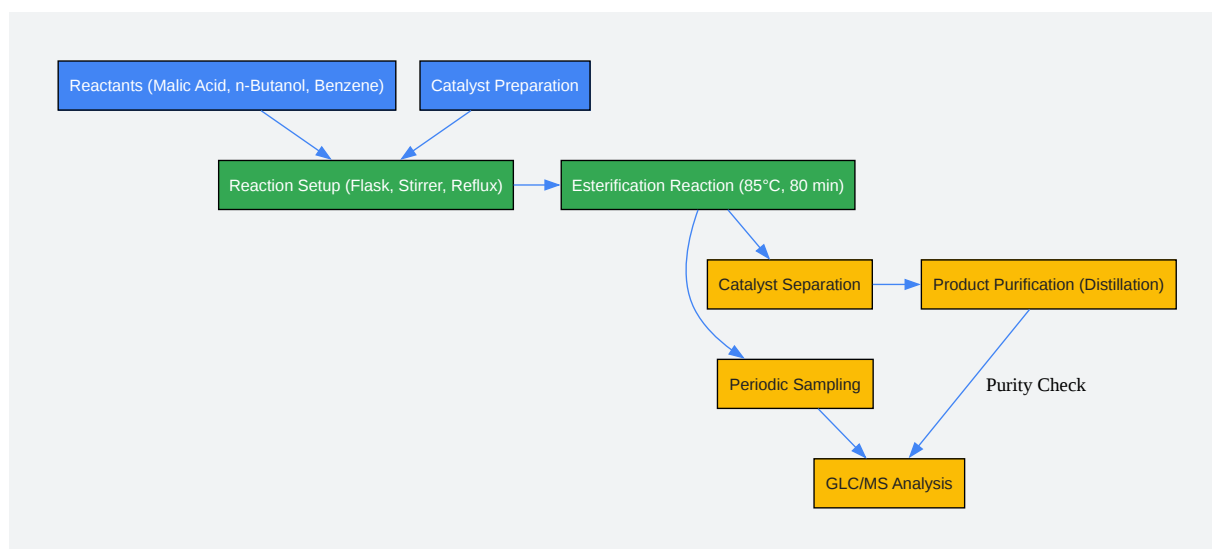 Reactants (Malic Acid, n-Butanol, Benzene)
Catalyst Preparation
Reaction Setup (Flask, Stirrer, Reflux)
Esterification Reaction (85°C, 80 min)
Catalyst Separation
Product Purification (Distillation)
Periodic Sampling
Purity Check
GLC/MS Analysis